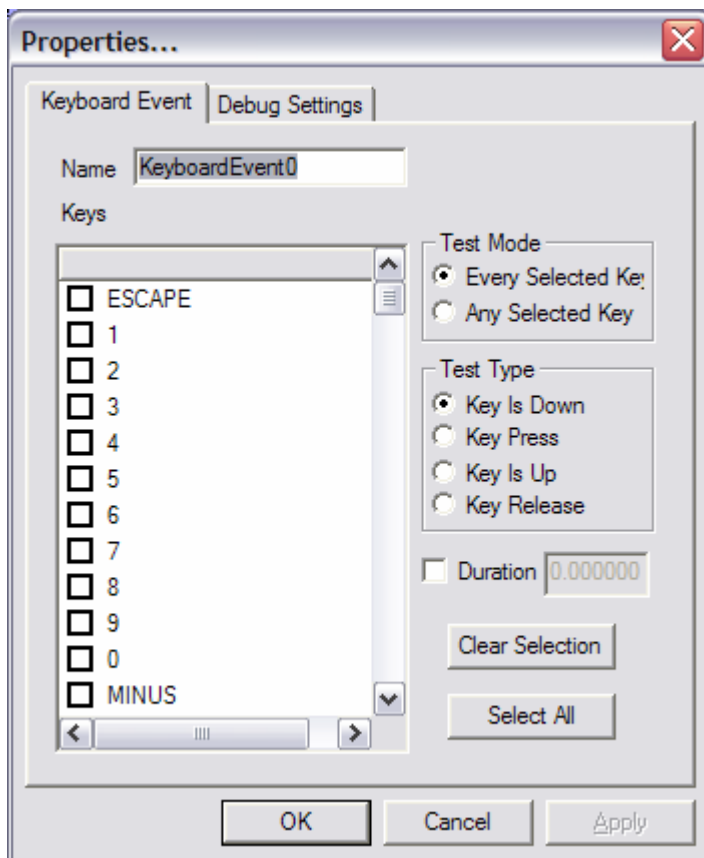 Properties...
Keyboard Event
Debug Settings
Name
KeyboardEvent0
Keys
ESCAPE
1
2
3
4
5
6
7
8
9
0
MINUS
Test Mode
Every Selected Key
Any Selected Key
Test Type
Key Is Down
Key Press
Key Is Up
Key Release
Duration
0.000000
Clear Selection
Select All
OK
Cancel
Apply